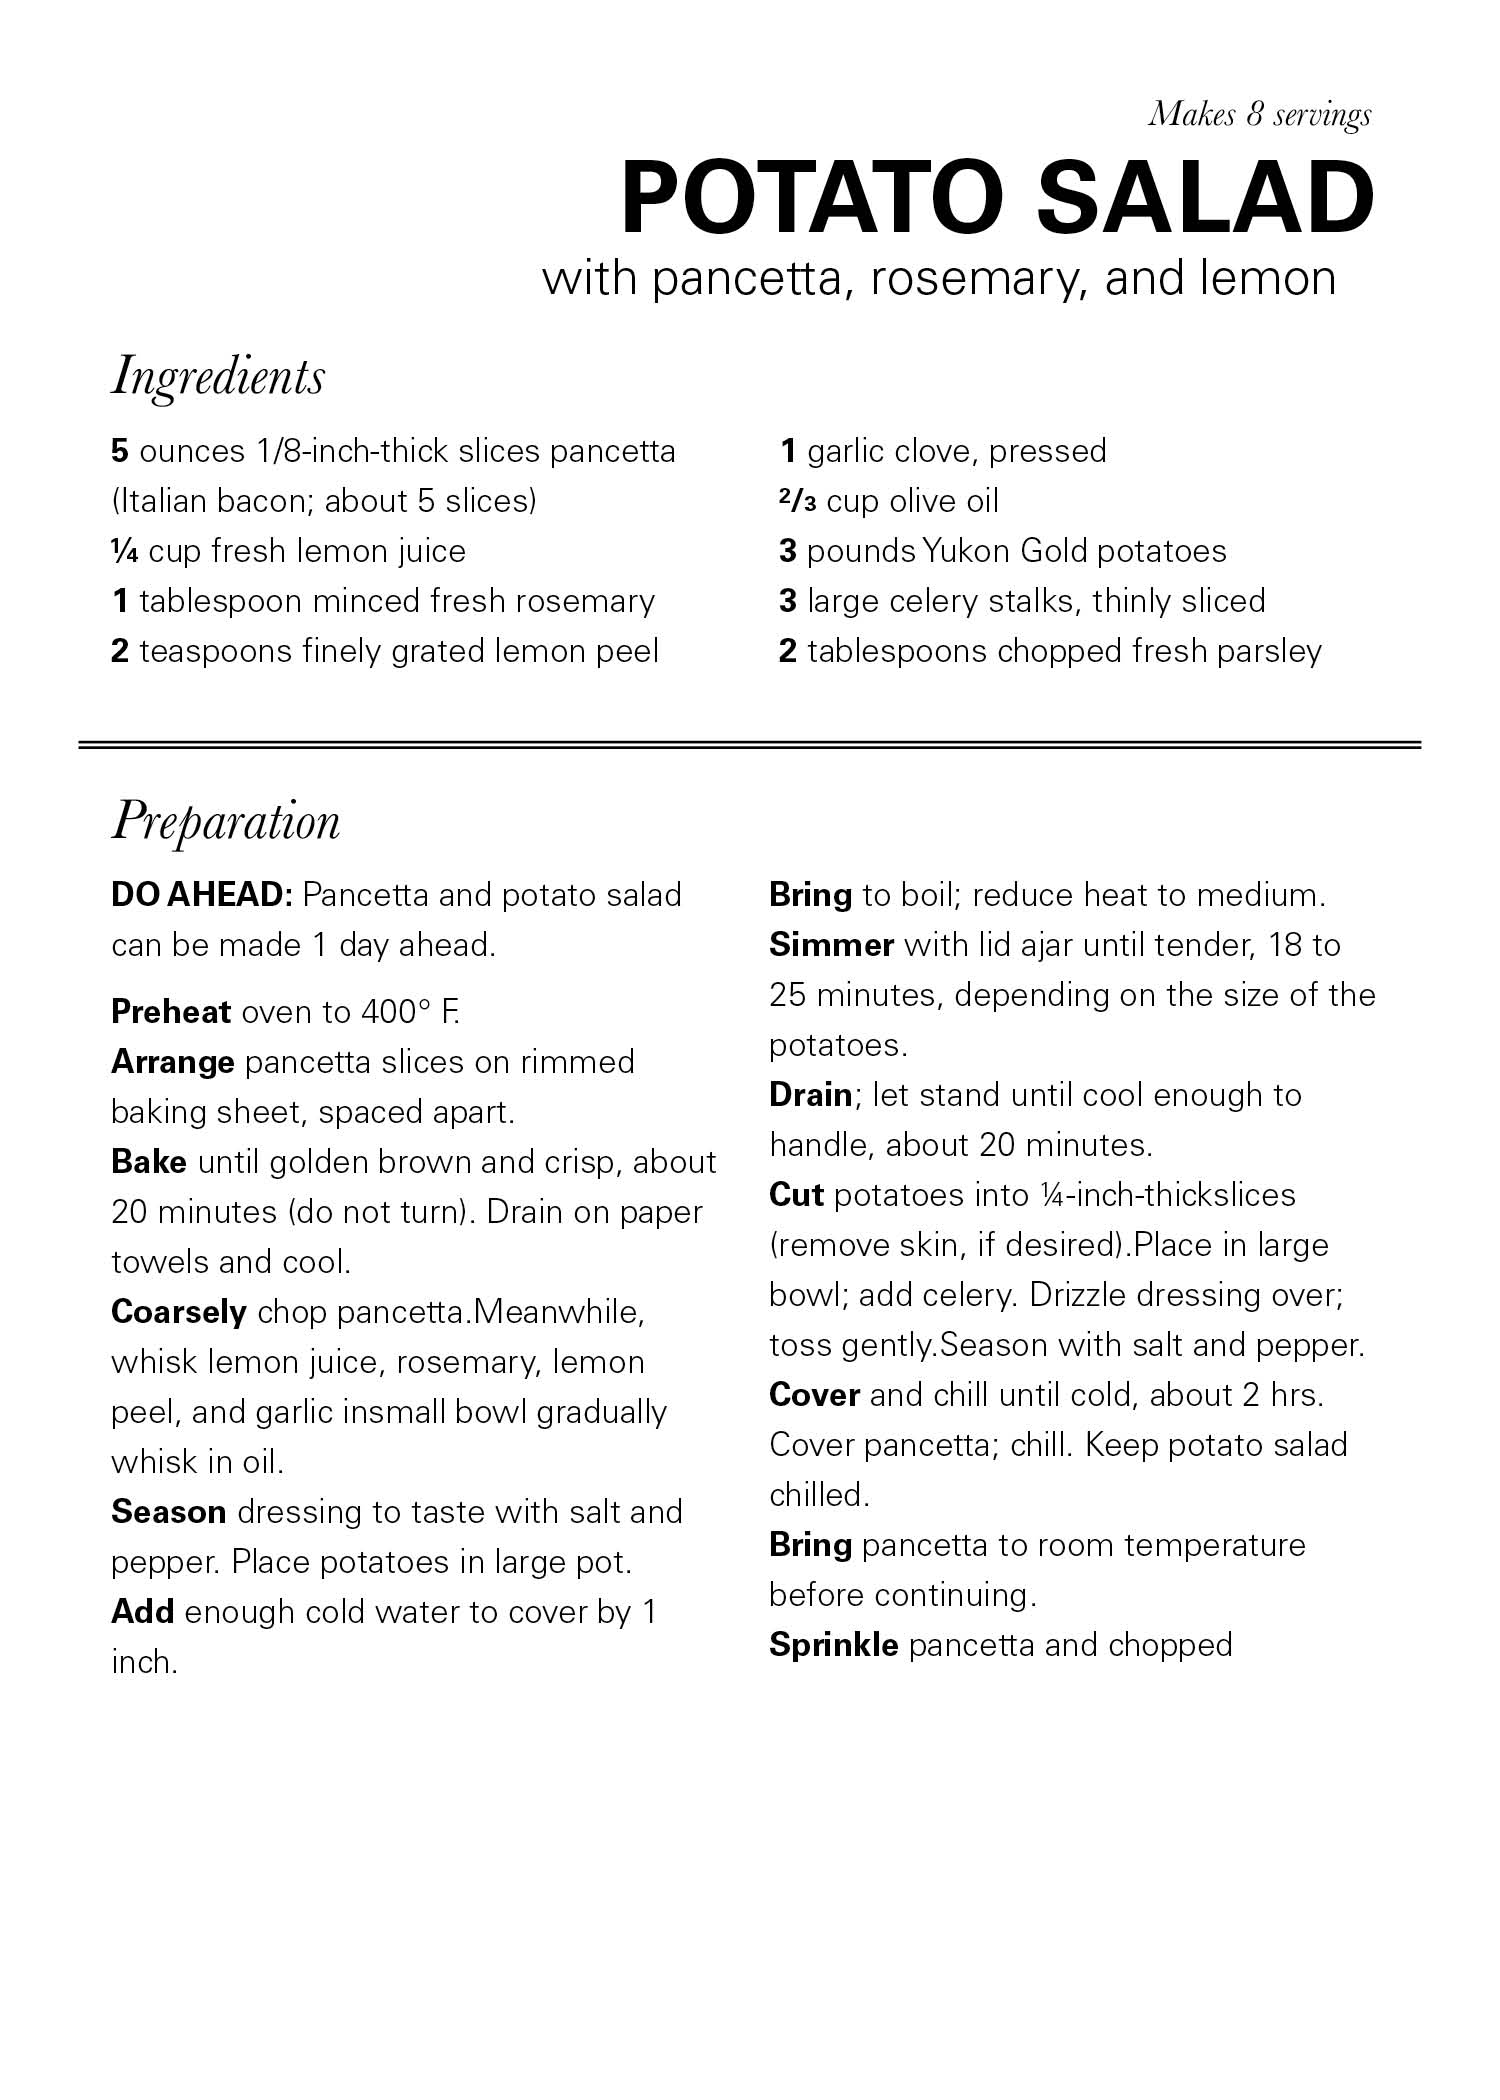 Makes 8 servings
POTATO SALAD
with pancetta, rosemary, and lemon
Ingredients
5 ounces 1/8-inch-thick slices pancetta
(Italian bacon; about 5 slices)
¼ cup fresh lemon juice
1 tablespoon minced fresh rosemary
2 teaspoons finely grated lemon peel
1 garlic clove, pressed
2/3 cup olive oil
3 pounds Yukon Gold potatoes
3 large celery stalks, thinly sliced
2 tablespoons chopped fresh parsley
Preparation
DO AHEAD: Pancetta and potato salad
can be made 1 day ahead.
Preheat oven to 400° F.
Arrange pancetta slices on rimmed
baking sheet, spaced apart.
Bake until golden brown and crisp, about
20 minutes (do not turn). Drain on paper
towels and cool.
Coarsely chop pancetta.Meanwhile,
whisk lemon juice, rosemary, lemon
peel, and garlic insmall bowl gradually
whisk in oil.
Season dressing to taste with salt and
pepper. Place potatoes in large pot.
Add enough cold water to cover by 1
inch.
Bring to boil; reduce heat to medium.
Simmer with lid ajar until tender, 18 to
25 minutes, depending on the size of the
potatoes.
Drain; let stand until cool enough to
handle, about 20 minutes.
Cut potatoes into ¼-inch-thickslices
(remove skin, if desired).Place in large
bowl; add celery. Drizzle dressing over;
toss gently.Season with salt and pepper.
Cover and chill until cold, about 2 hrs.
Cover pancetta; chill. Keep potato salad
chilled.
Bring pancetta to room temperature
before continuing.
Sprinkle pancetta and chopped